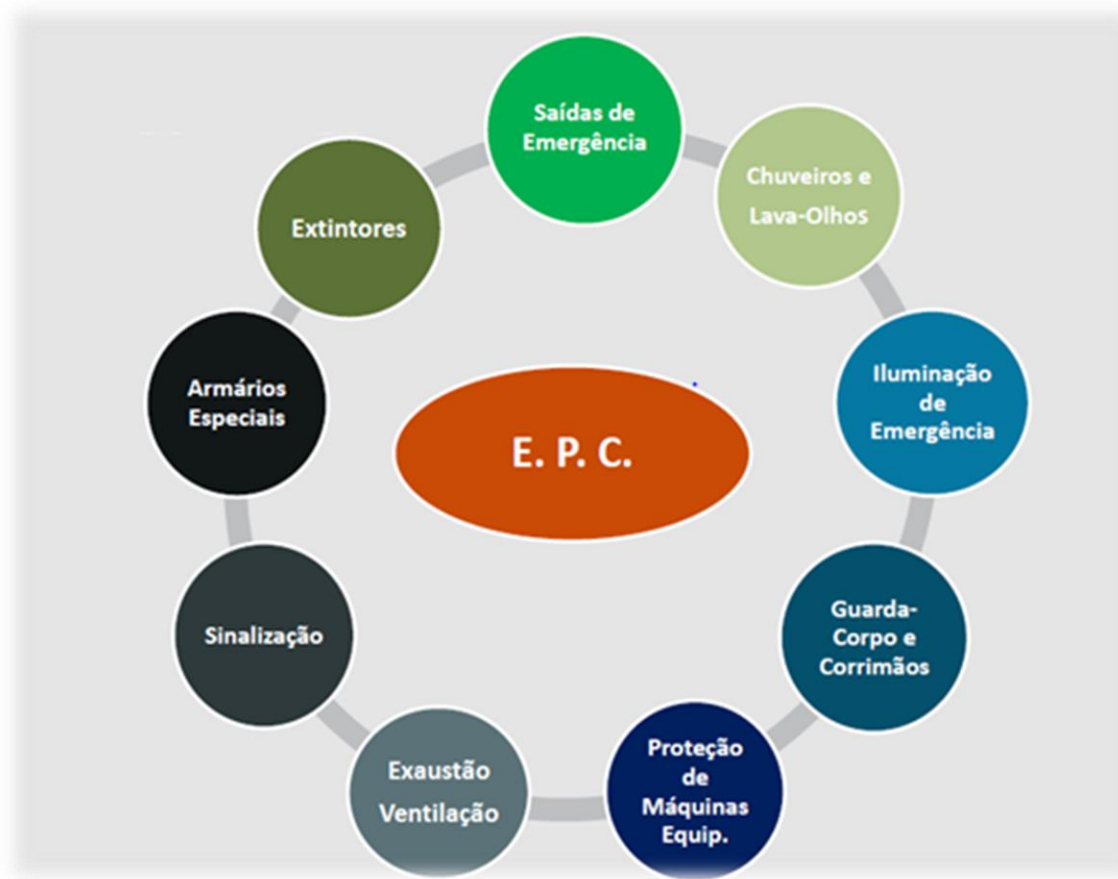 Saídas de
Emergência
Chuveiros e
Lava-Olhos
Iluminação
de
Emergência
Guarda-
Corpo e
Corrimãos
Proteção
de
Máquinas
Equip.
Exaustão
Ventilação
Sinalização
Armários
Especiais
Extintores
E. P. C.